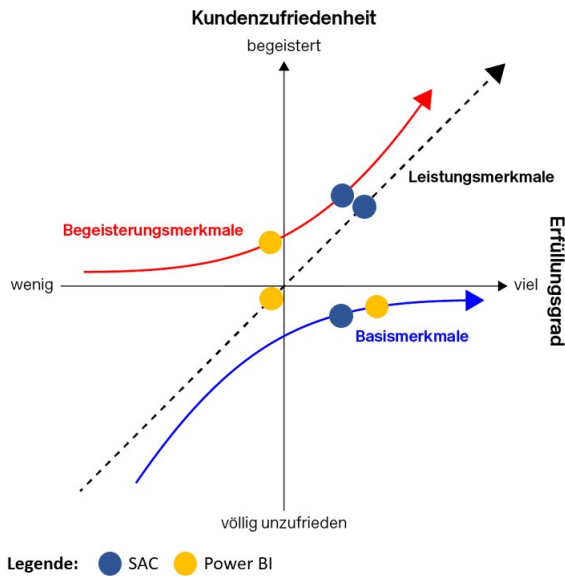 Kundenzufriedenheit
begeistert
Leistungsmerkmale
Begeisterungsmerkmale
Erfüllungsgrad
wenig
viel
Basismerkmale
völlig unzufrieden
Legende: SAC Power BI